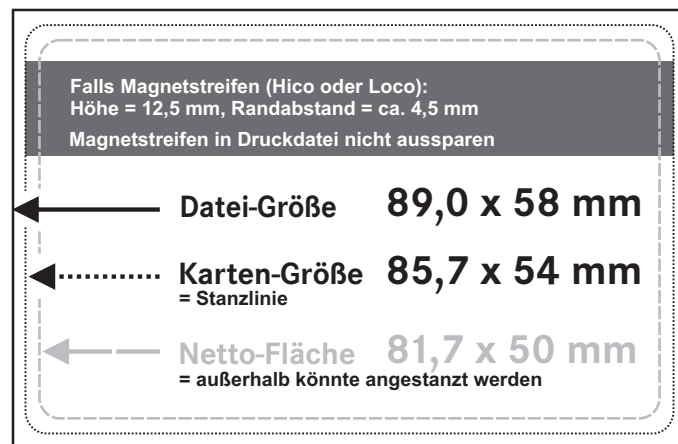 Falls Magnetstreifen (Hico oder Loco):
Höhe = 12,5 mm, Randabstand = ca. 4,5 mm
Magnetstreifen in Druckdatei nicht aussparen
Datei-Größe 89,0 x 58 mm
Karten-Größe 85,7 x 54 mm
= Stanzlinie
Netto-Fläche 81,7 x 50 mm
= außerhalb könnte angestanzt werden